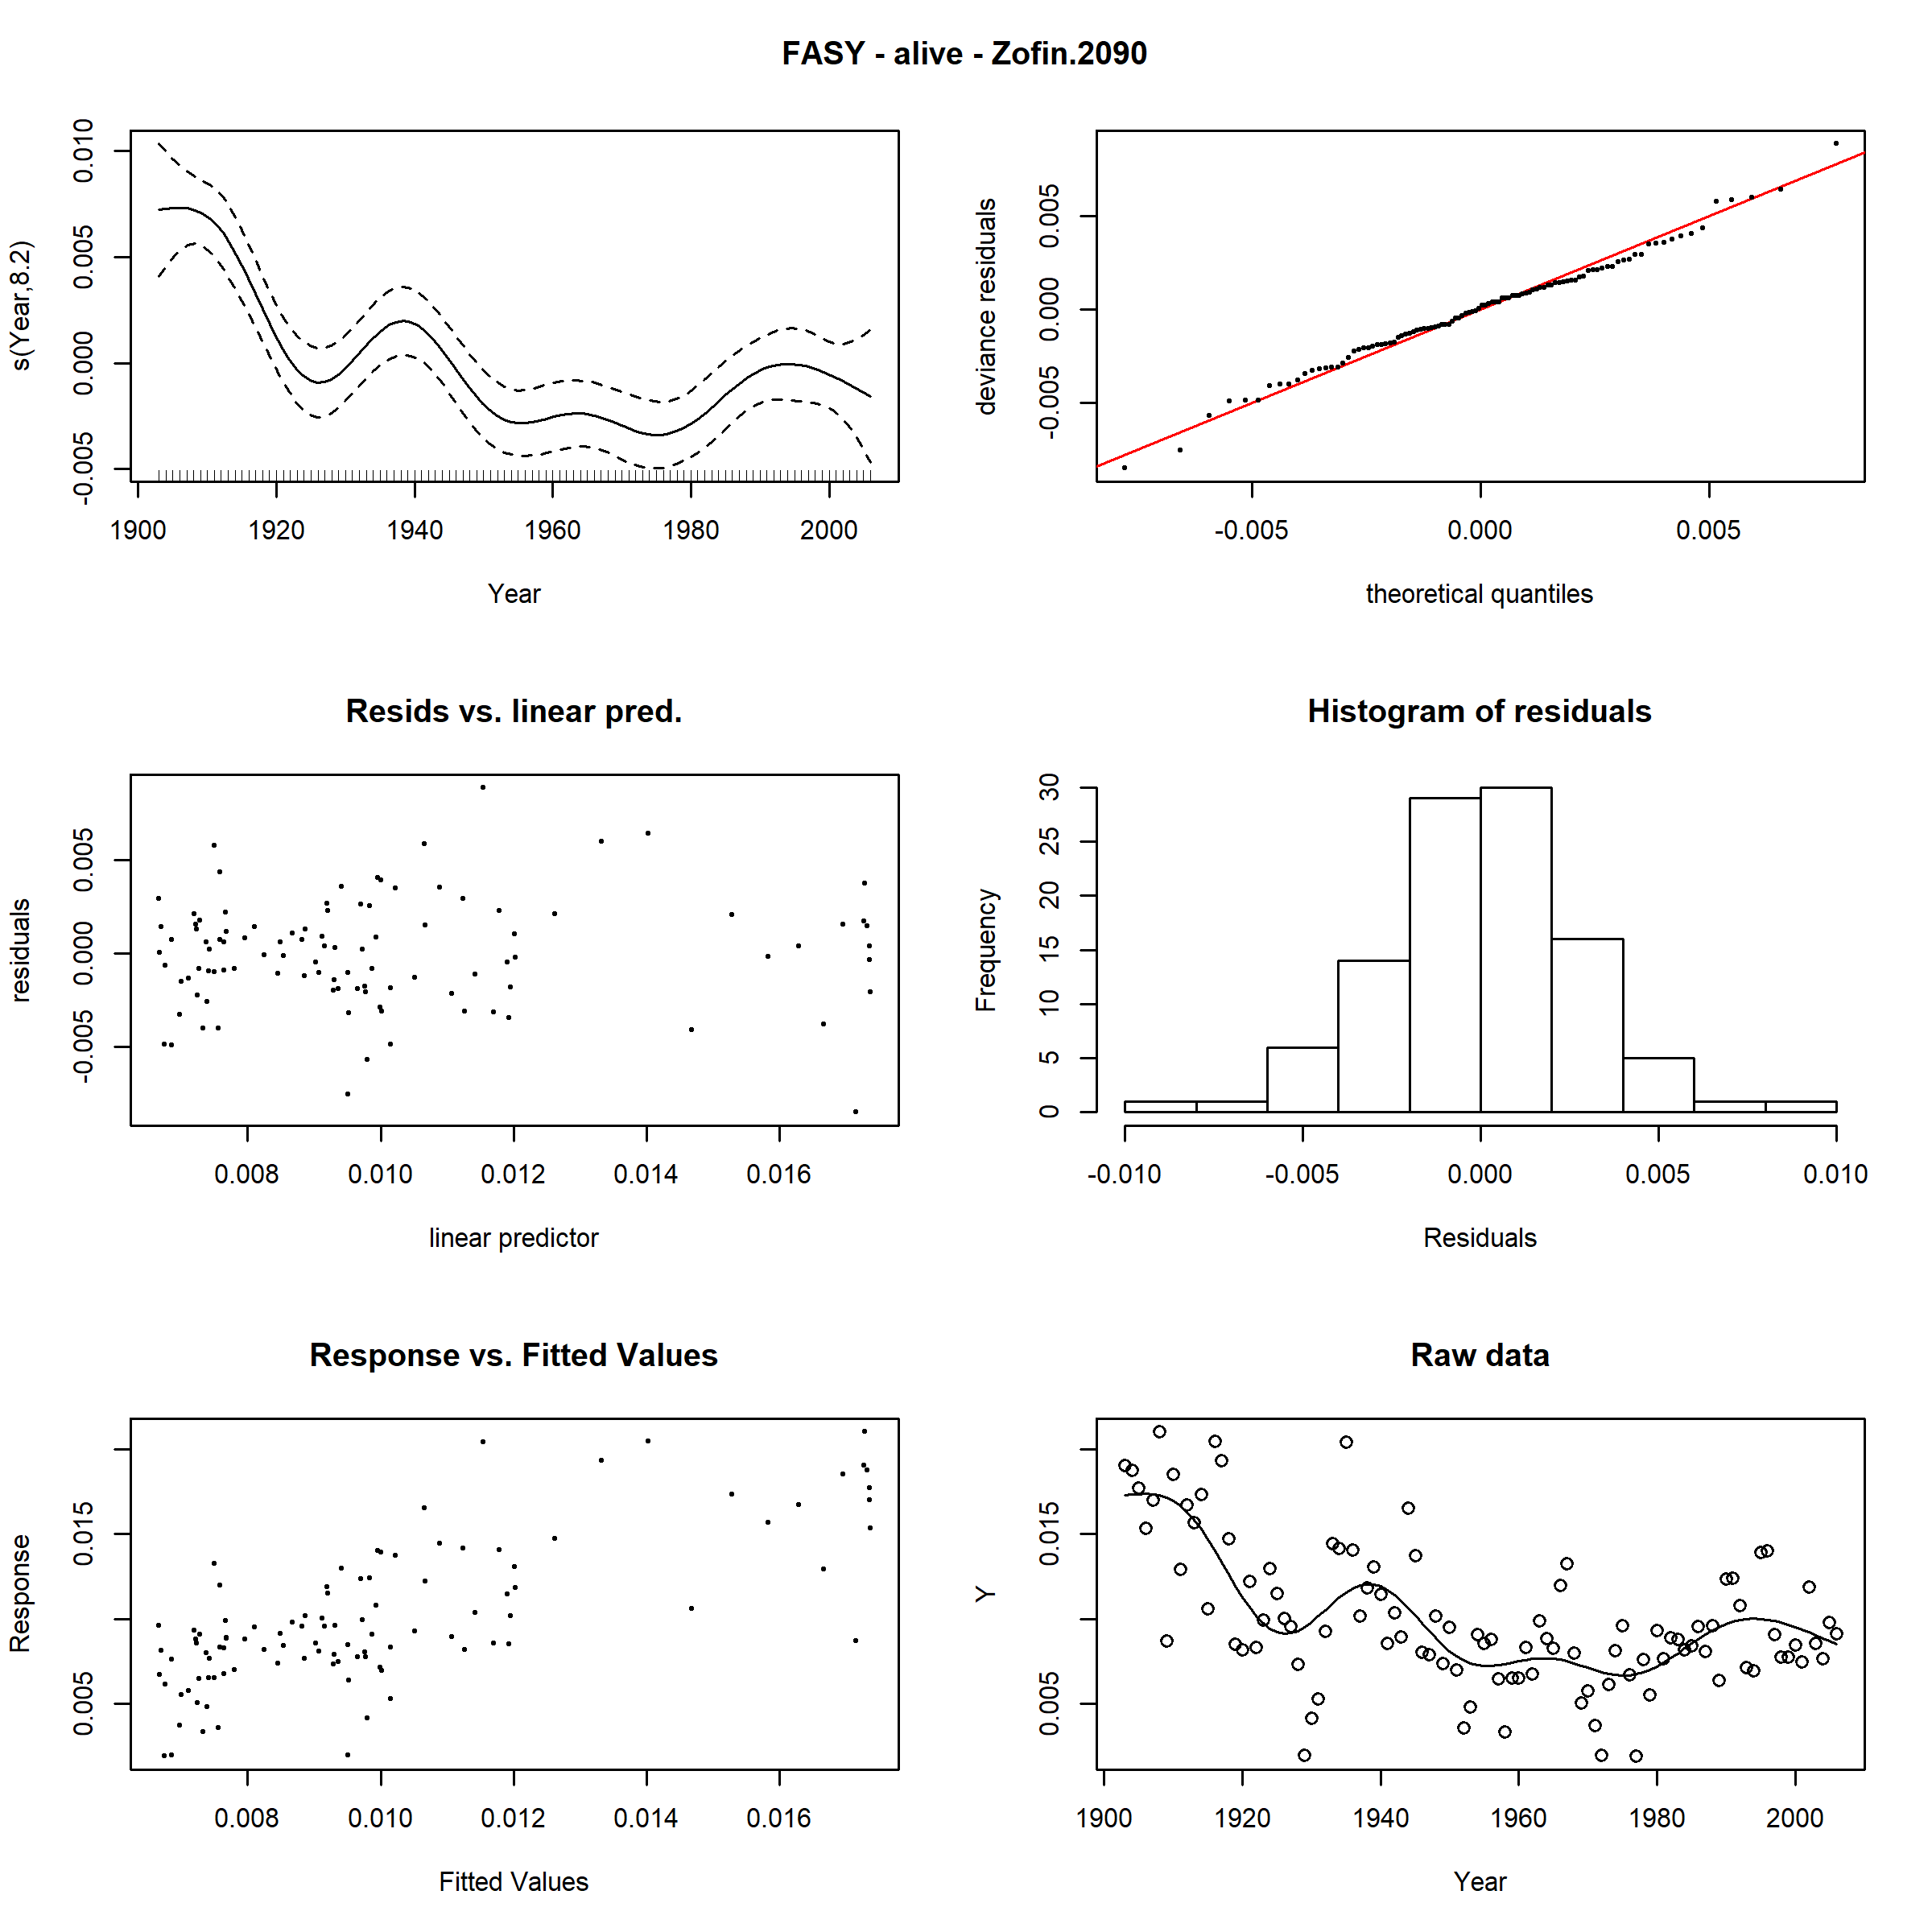 FASY - alive - Zofin.2090
s(Year,8.2)
-0.005 0.000 0.005 0.010
1900 1920 1940 1960 1980 2000
Year
deviance residuals
-0.005 0.000 0.005
-0.005 0.000 0.005
theoretical quantiles
Resids vs. linear pred.
residuals
-0.005 0.000 0.005
0.008 0.010 0.012 0.014 0.016
linear predictor
Histogram of residuals
Frequency
0 5 10 15 20 25 30
-0.010 -0.005 0.000 0.005 0.010
Residuals
Response vs. Fitted Values
Response
0.005 0.015
0.008 0.010 0.012 0.014 0.016
Fitted Values
Raw data
Y
0.005 0.015
1900 1920 1940 1960 1980 2000
Year